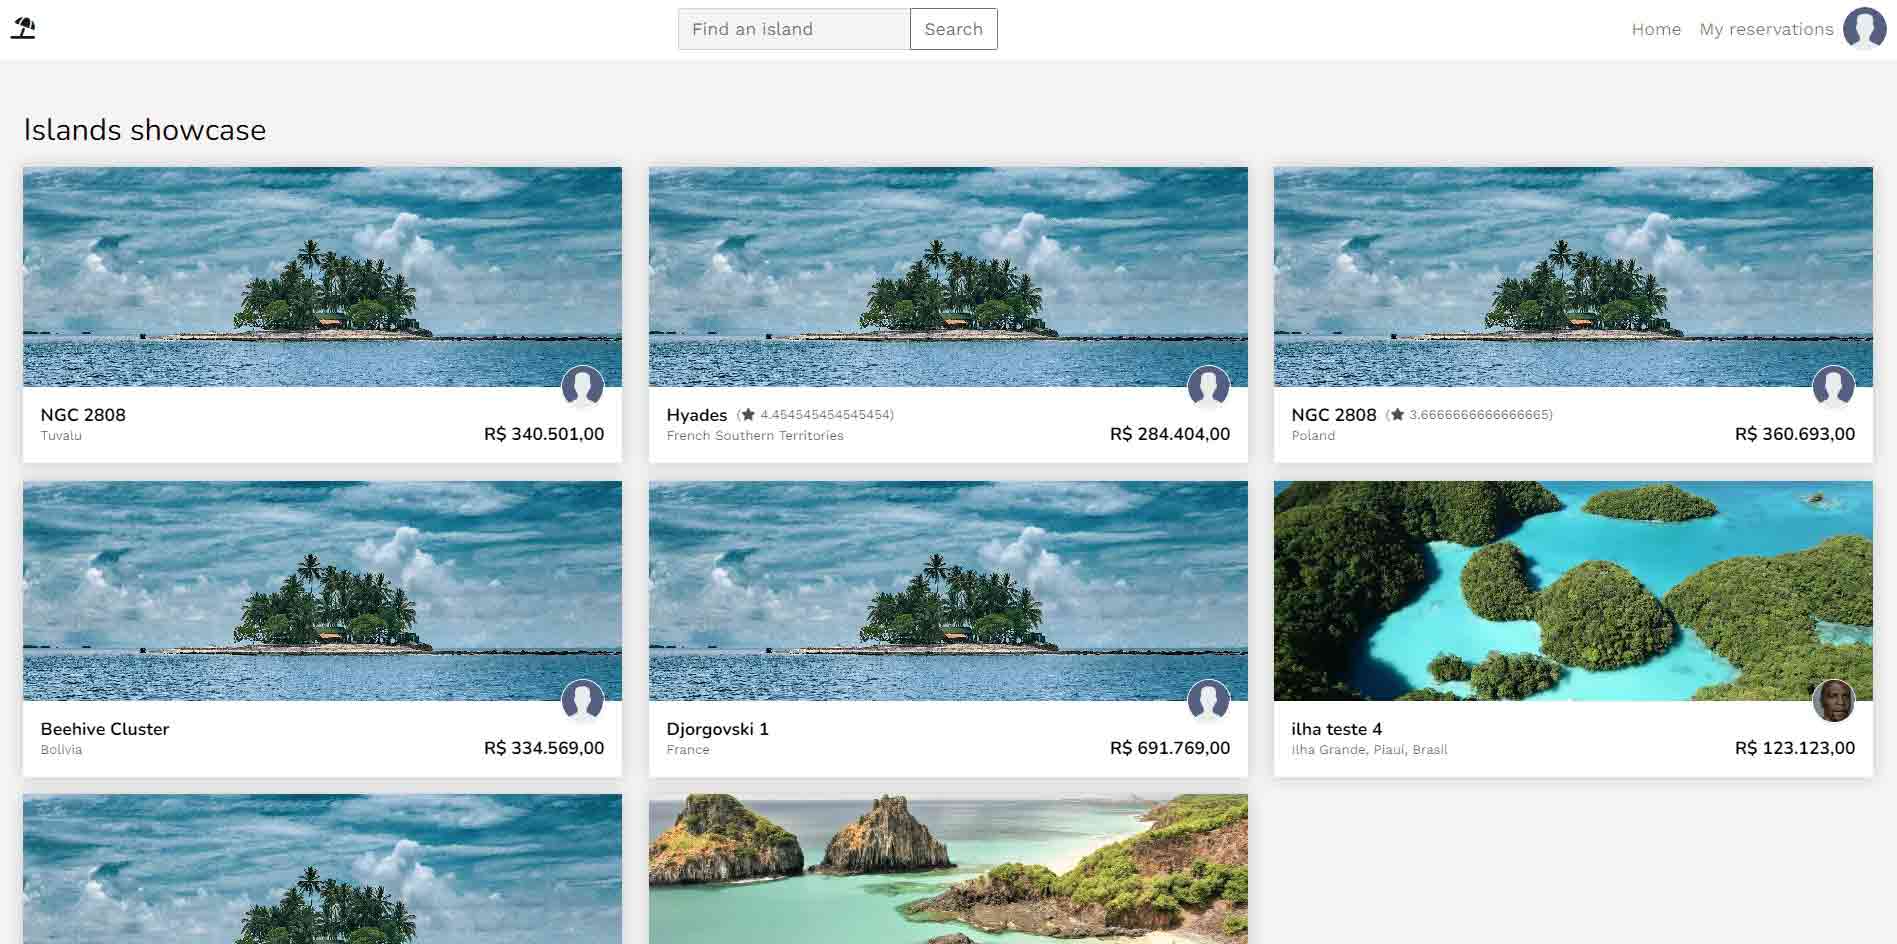 Find an island
Search
Home
My reservations
Islands showcase
NGC 2808
Tuvalu
R$ 340.501,00
Hyades (★ 4.454545454545454)
French Southern Territories
R$ 284.404,00
NGC 2808 (★ 3.6666666666666665)
Poland
R$ 360.693,00
Beehive Cluster
Bolivia
R$ 334.569,00
Djorgovski 1
France
R$ 691.769,00
ilha teste 4
Ilha Grande, Piauí, Brasil
R$ 123.123,00